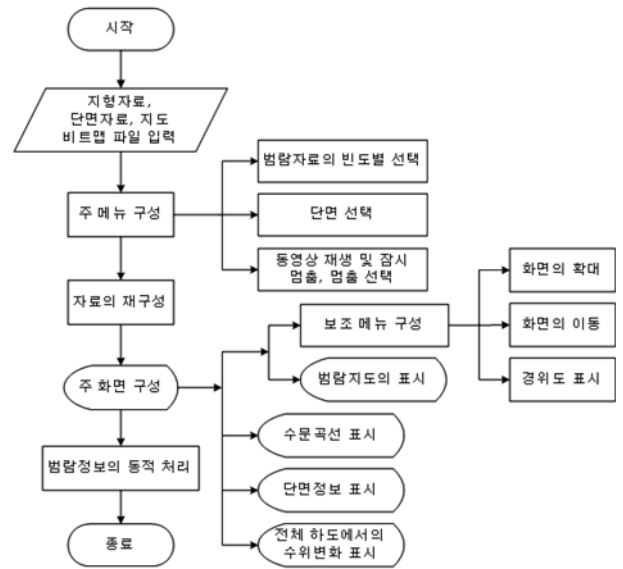 시작
지형자료,
단면자료, 지도
비트맵 파일 입력
범람자료의 빈도별 선택
주 메뉴 구성
단면 선택
동영상 재생 및 잠시
멈춤, 멈춤 선택
자료의 재구성
화면의 확대
보조 메뉴 구성
화면의 이동
주 화면 구성
범람지도의 표시
경위도 표시
수문곡선 표시
범람정보의 동적 처리
단면정보 표시
종료
전체 하도에서의
수위변화 표시